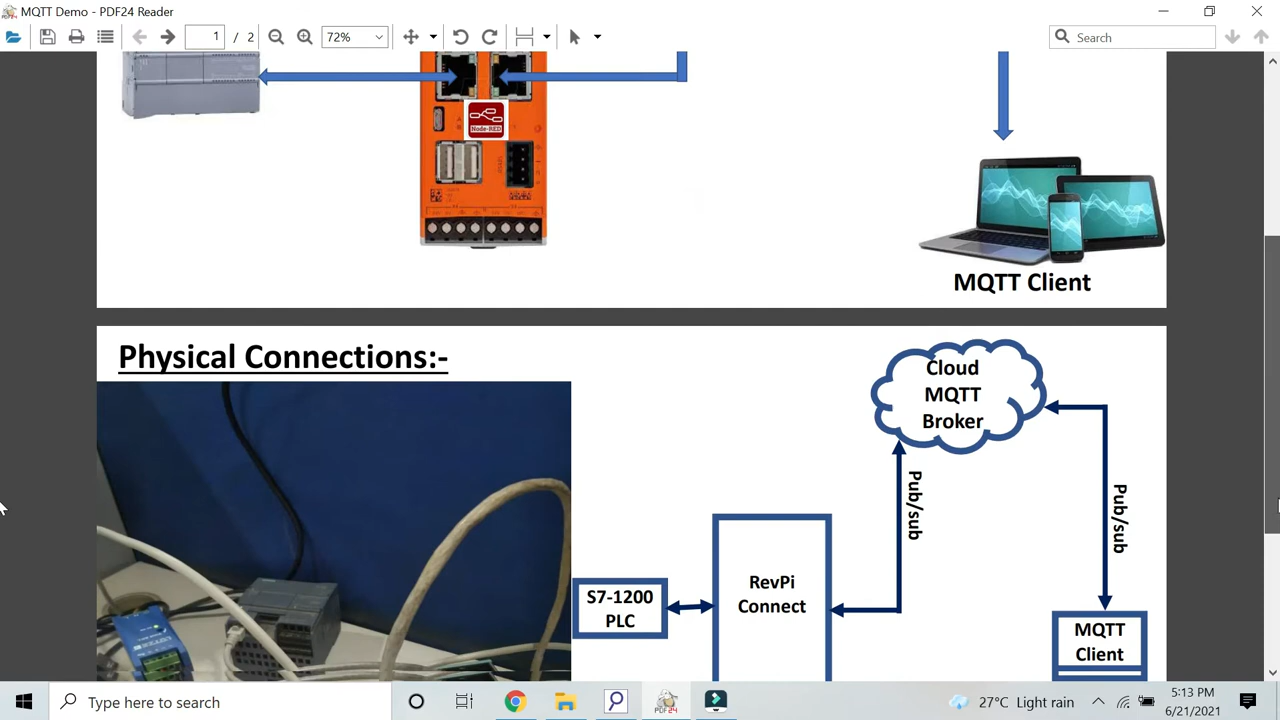 MQTT Demo - PDF24 Reader
1 / 2
72%
Search
Node-RED
MQTT Client
Physical Connections:-
Cloud
MQTT
Broker
Pub/sub
Pub/sub
S7-1200
PLC
RevPi
Connect
MQTT
Client
Type here to search
PDF24
27°C Light rain
5:13 PM
6/21/2021